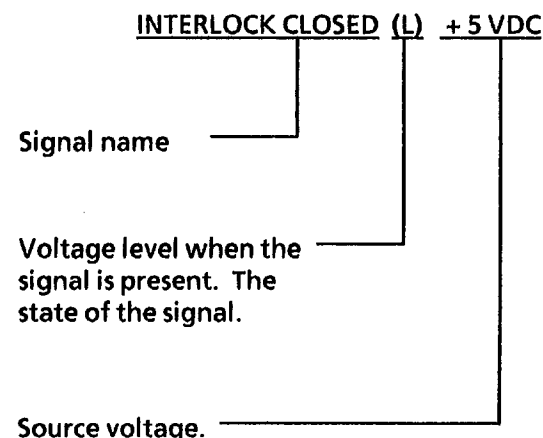 INTERLOCK CLOSED (L) + 5 VDC
Signal name
Voltage level when the
signal is present. The
state of the signal.
Source voltage.